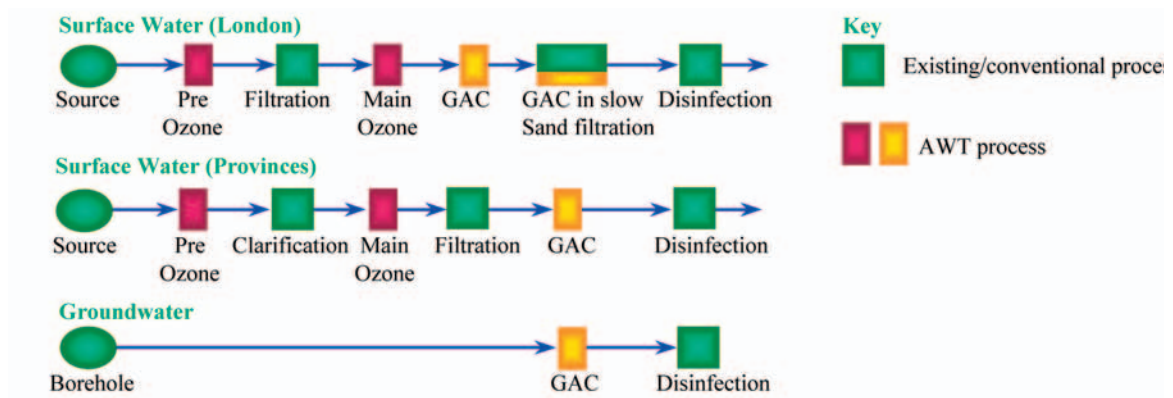 Surface Water (London)
Source
Pre
Ozone
Filtration
Main
Ozone
GAC
GAC in slow
Sand filtration
Disinfection
Surface Water (Provinces)
Source
Pre
Ozone
Clarification
Main
Ozone
Filtration
GAC
Disinfection
Groundwater
Borehole
GAC
Disinfection
Key
Existing/conventional proce
AWT process